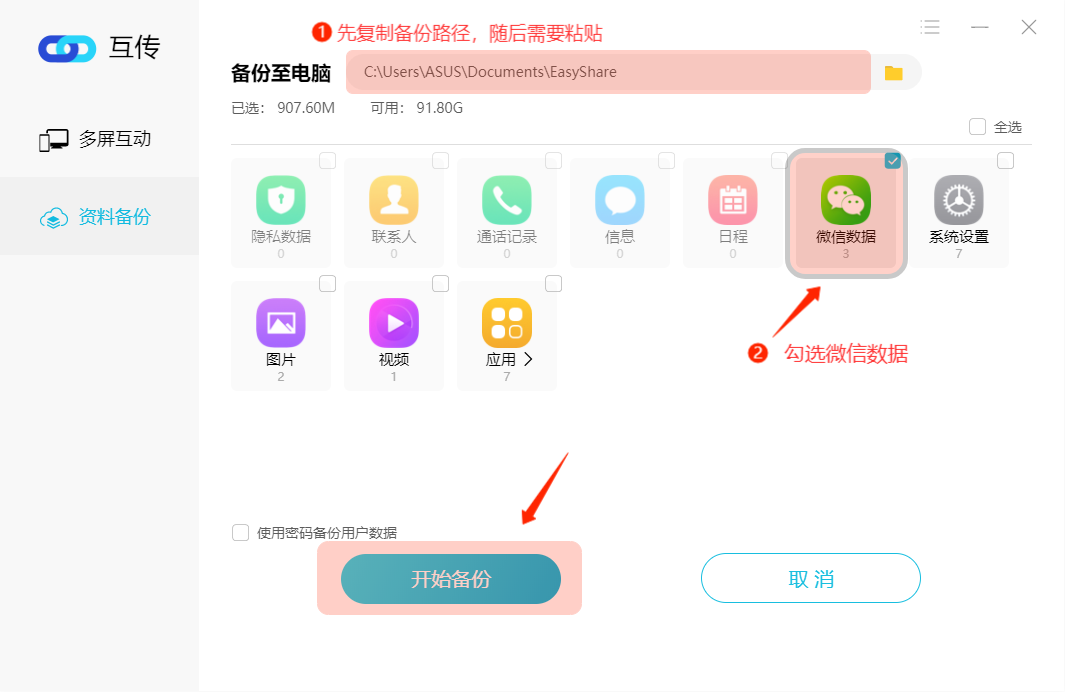 ❶先复制备份路径，随后需要粘贴
互传
备份至电脑
C:\Users\ASUS\Documents\EasyShare
已选： 907.60M 可用： 91.80G
全选
多屏互动
资料备份
隐私数据 联系人 通话记录 信息 日程 微信数据 系统设置
0 0 0 0 0 3 7
图片 视频 应用 >
2 1 7
❷ 勾选微信数据
使用密码备份用户数据
开始备份 取消